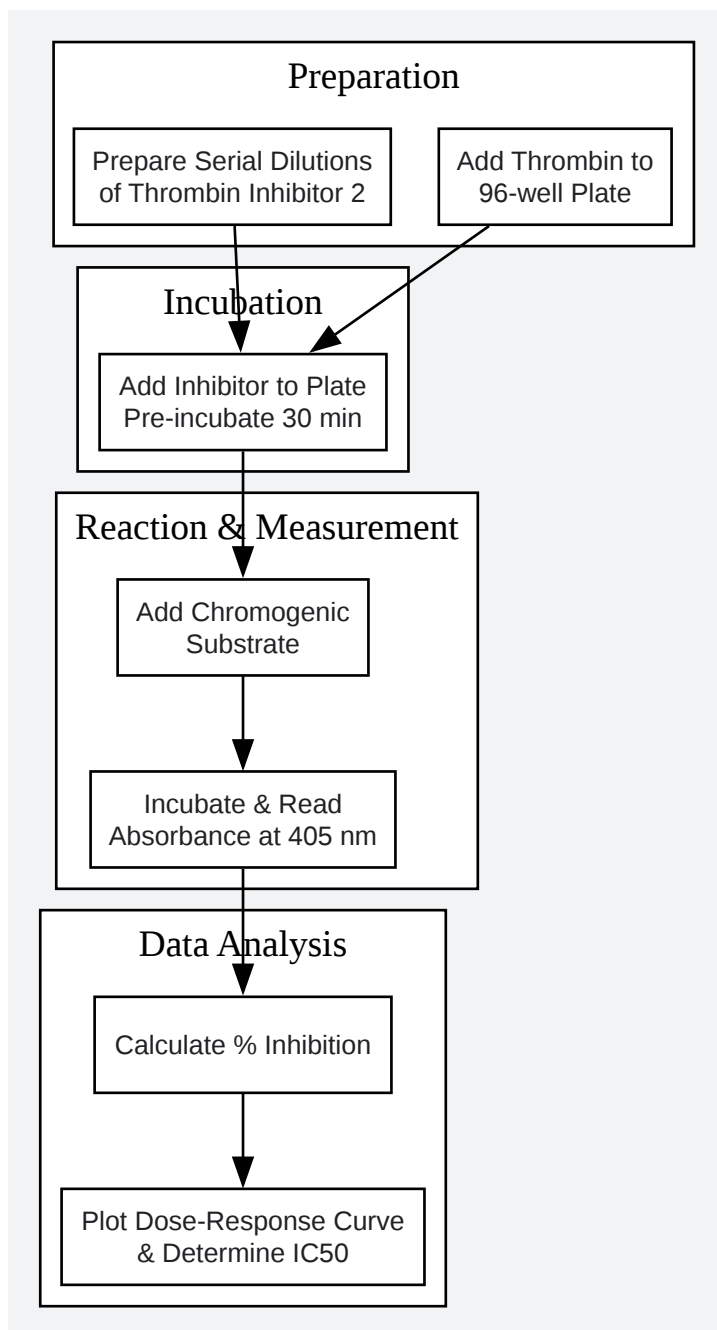 Preparation
Prepare Serial Dilutions
of Thrombin Inhibitor 2
Add Thrombin to
96-well Plate
Incubation
Add Inhibitor to Plate
Pre-incubate 30 min
Reaction & Measurement
Add Chromogenic
Substrate
Incubate & Read
Absorbance at 405 nm
Data Analysis
Calculate % Inhibition
Plot Dose-Response Curve
& Determine IC50